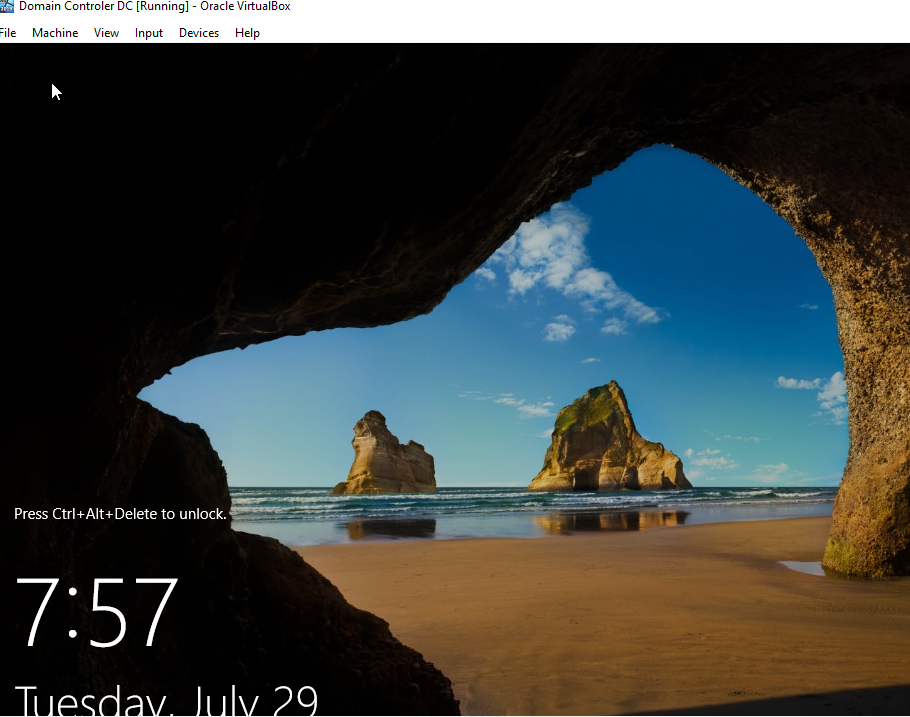 Domain Controler DC [Running] - Oracle VirtualBox
File Machine View Input Devices Help
Press Ctrl+Alt+Delete to unlock.
7:57
Tuesday, July 29